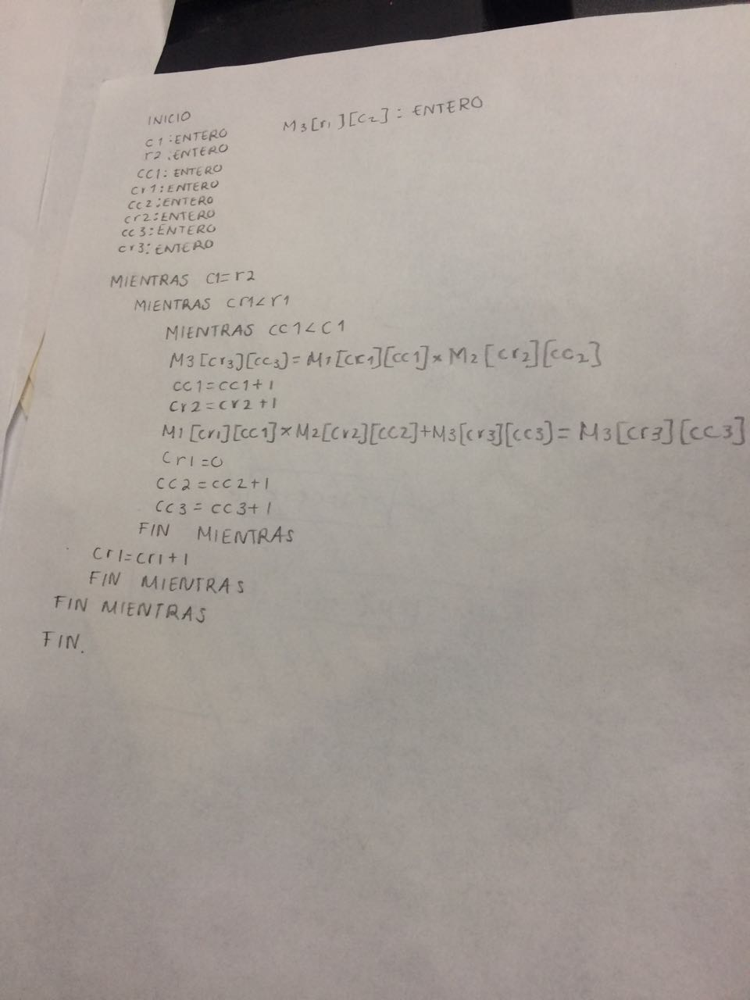 INICIO
M3[r1][C2]: ENTERO
c1:ENTERO
r2:ENTERO
cc1: ENTERO
cr1:ENTERO
cc2:ENTERO
cr2:ENTERO
cc3:ENTERO
cr3:ENTERO
MIENTRAS C1=r2
MIENTRAS cr1<r1
MIENTRAS cc1<C1
M3[cr3][cc3]=M1[cr1][cc1]×M2[cr2][cc2]
cc1=cc1+1
cr2=cr2+1
M1[cr1][cc1]×M2[cr2][cc2]+M3[cr3][cc3]=M3[cr3][cc3]
cr1=0
cc2=cc2+1
cc3=cc3+1
FIN MIENTRAS
cr1=cr1+1
FIN MIENTRAS
FIN MIENTRAS
FIN.